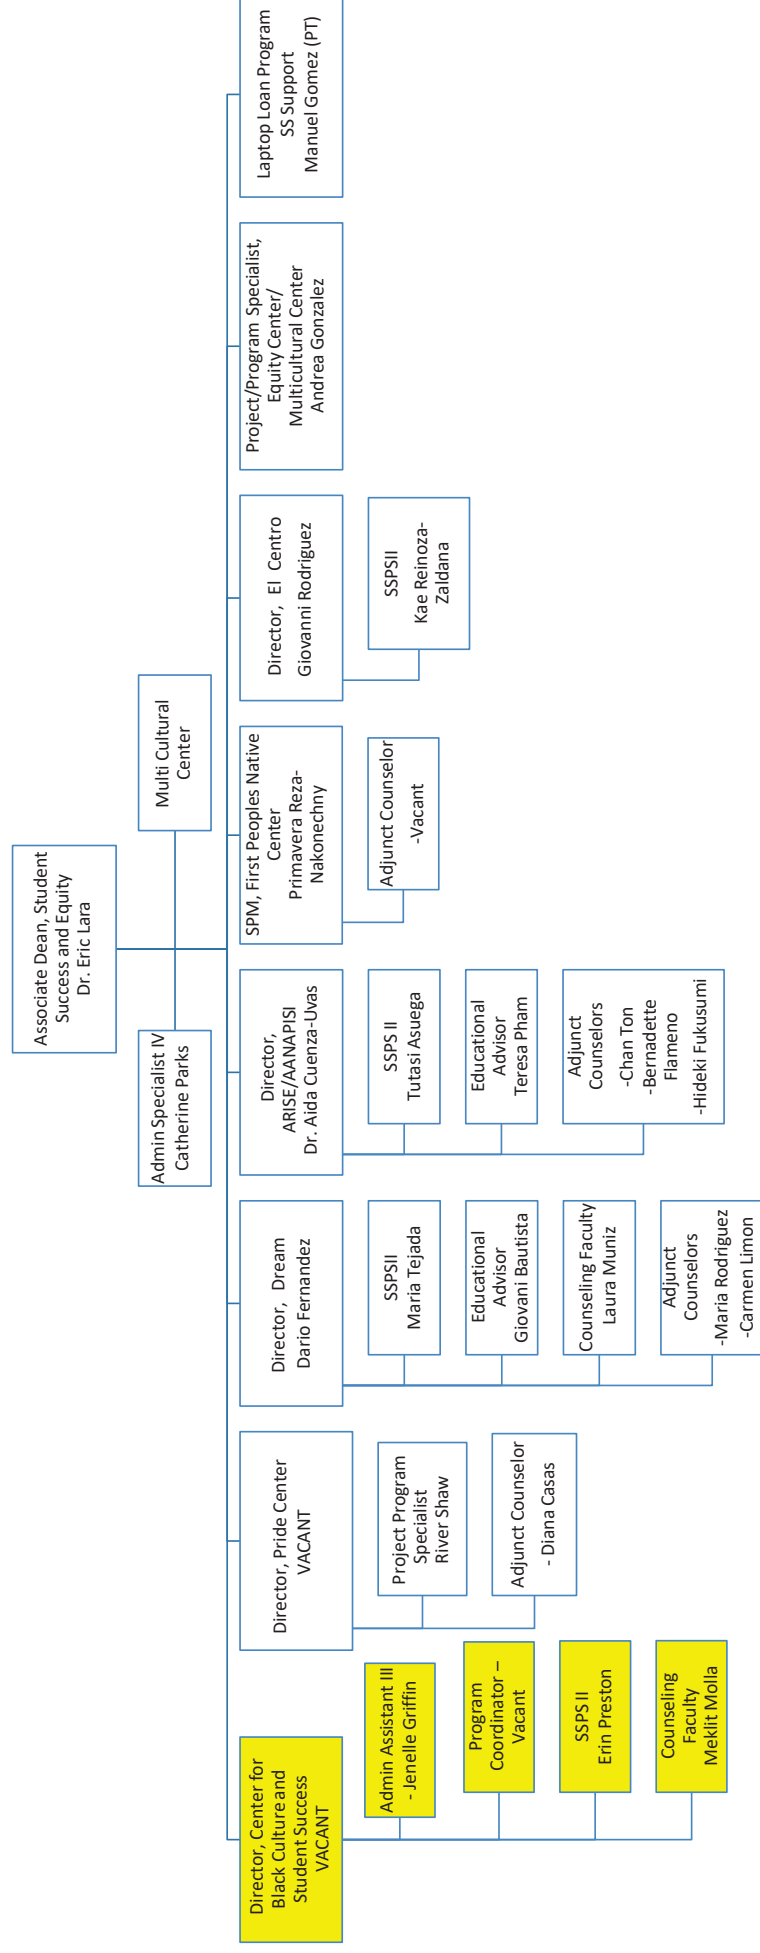 Associate Dean, Student
Success and Equity
Dr. Eric Lara
Admin Specialist IV
Catherine Parks
Multi Cultural
Center
Director, Center for
Black Culture and
Student Success
VACANT
Admin Assistant III
- Jenelle Griffin
Program
Coordinator –
Vacant
SSPS II
Erin Preston
Counseling
Faculty
Meklit Molla
Director, Pride Center
VACANT
Project Program
Specialist
River Shaw
Adjunct Counselor
- Diana Casas
Director, Dream
Dario Fernandez
SSPSII
Maria Tejada
Educational
Advisor
Giovani Bautista
Counseling Faculty
Laura Muniz
Adjunct
Counselors
-Maria Rodriguez
-Carmen Limon
Director,
ARISE/AANAPISI
Dr. Aida Cuenza-Uvas
SSPS II
Tutasi Asuega
Educational
Advisor
Teresa Pham
Adjunct
Counselors
-Chan Ton
-Bernadette
Flameno
-Hideki Fukusumi
SPM, First Peoples Native
Center
Primavera Reza-
Nakonechny
Adjunct Counselor
-Vacant
Director, El Centro
Giovanni Rodriguez
SSPSII
Kae Reinoza-
Zaldana
Project/Program Specialist,
Equity Center/
Multicultural Center
Andrea Gonzalez
Laptop Loan Program
SS Support
Manuel Gomez (PT)